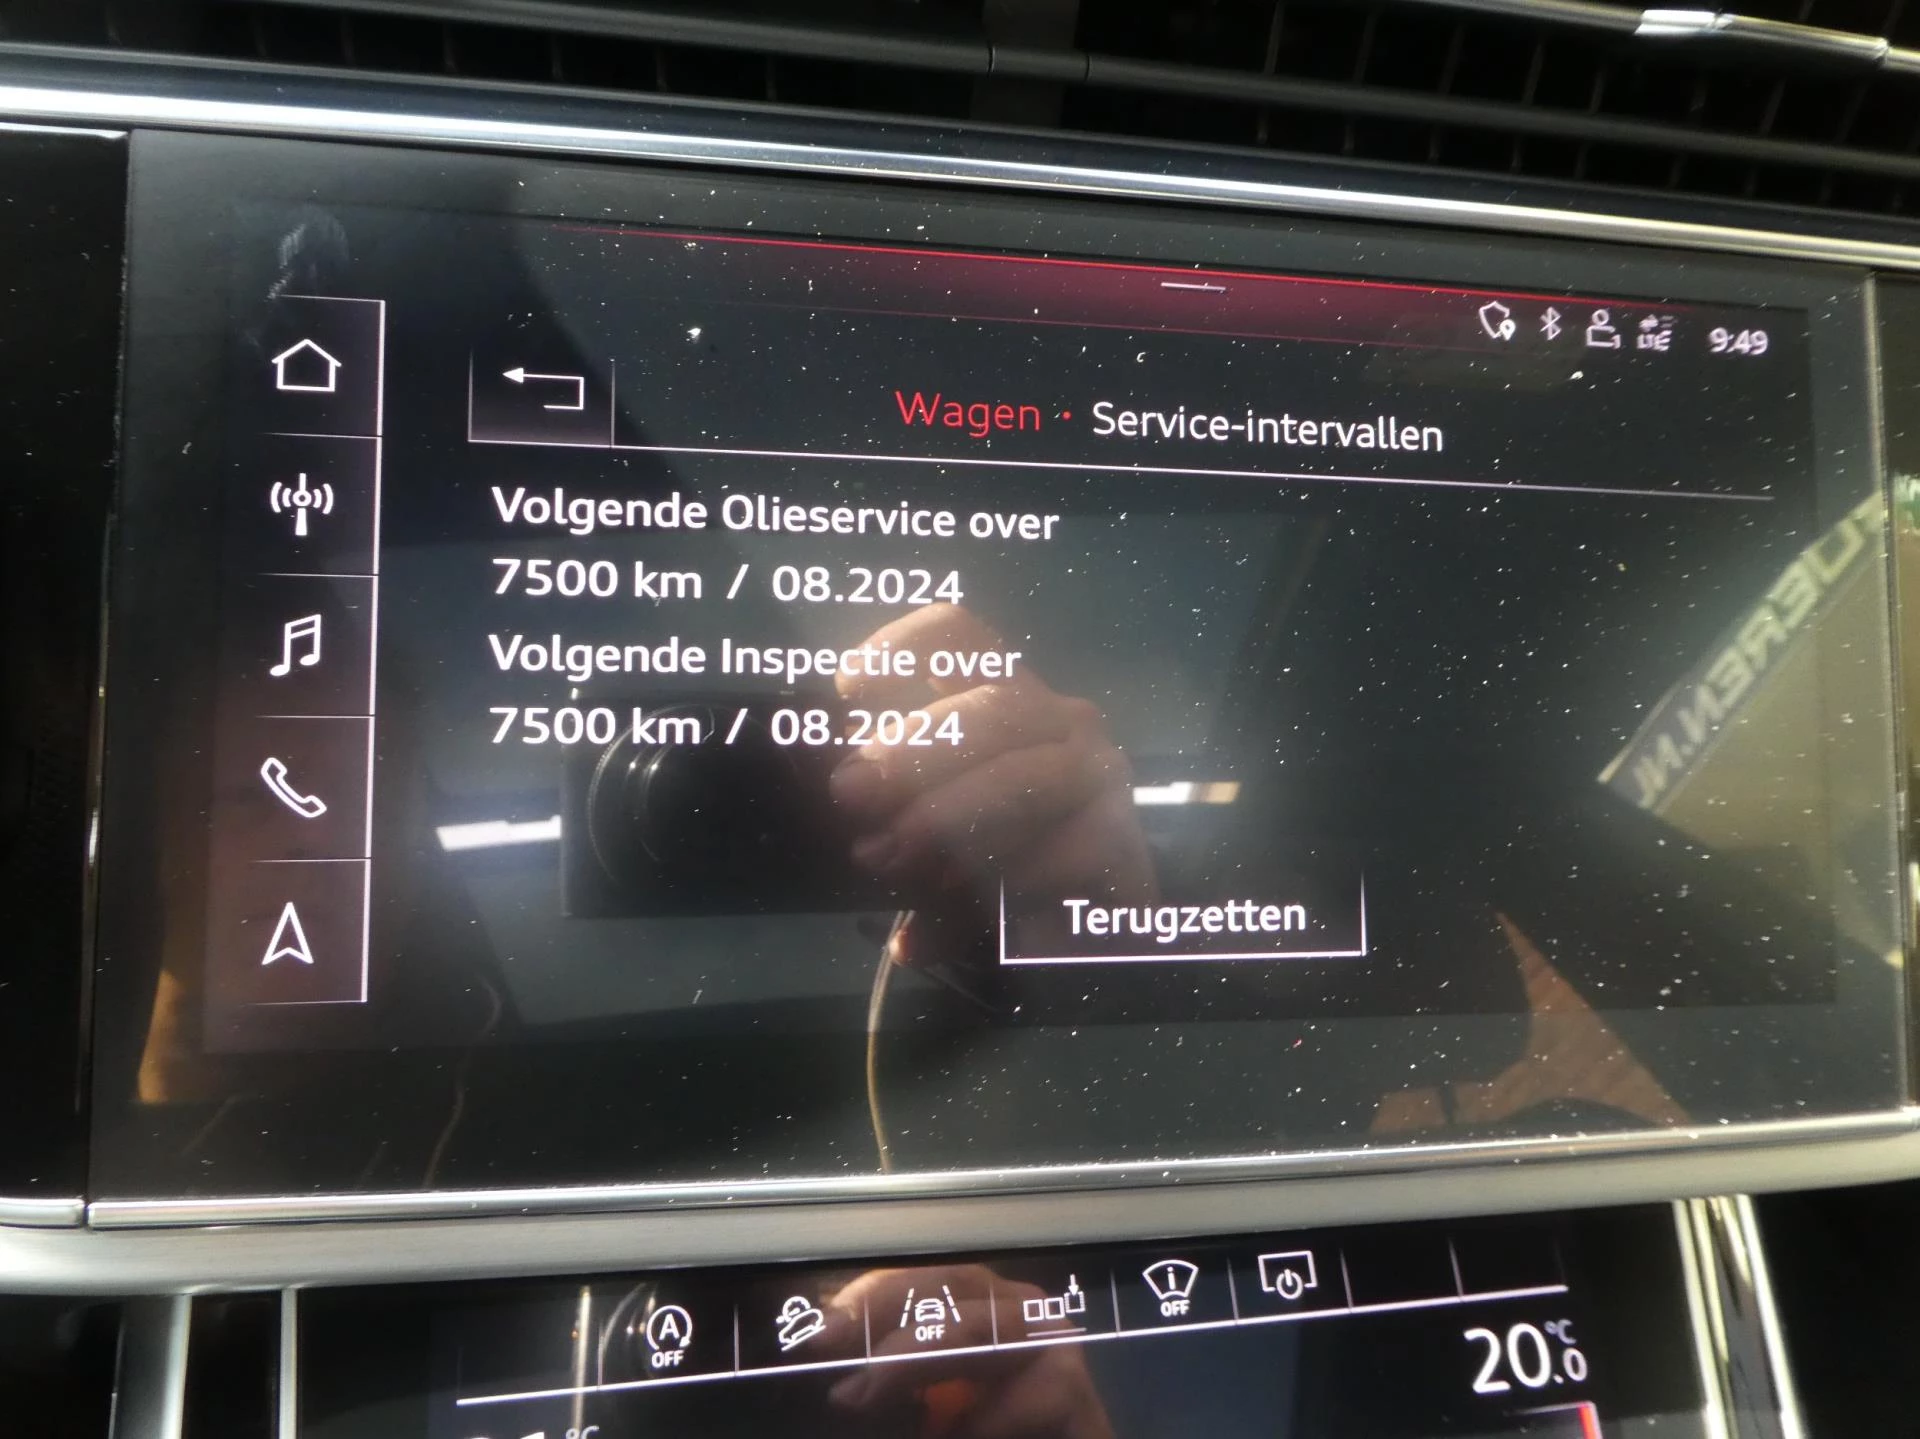 LTE 9:49
Wagen · Service-intervallen
Volgende Olieservice over
7500 km / 08.2024
Volgende Inspectie over
7500 km / 08.2024
Terugzetten
A OFF
OFF
i OFF
20.0 °C
°C